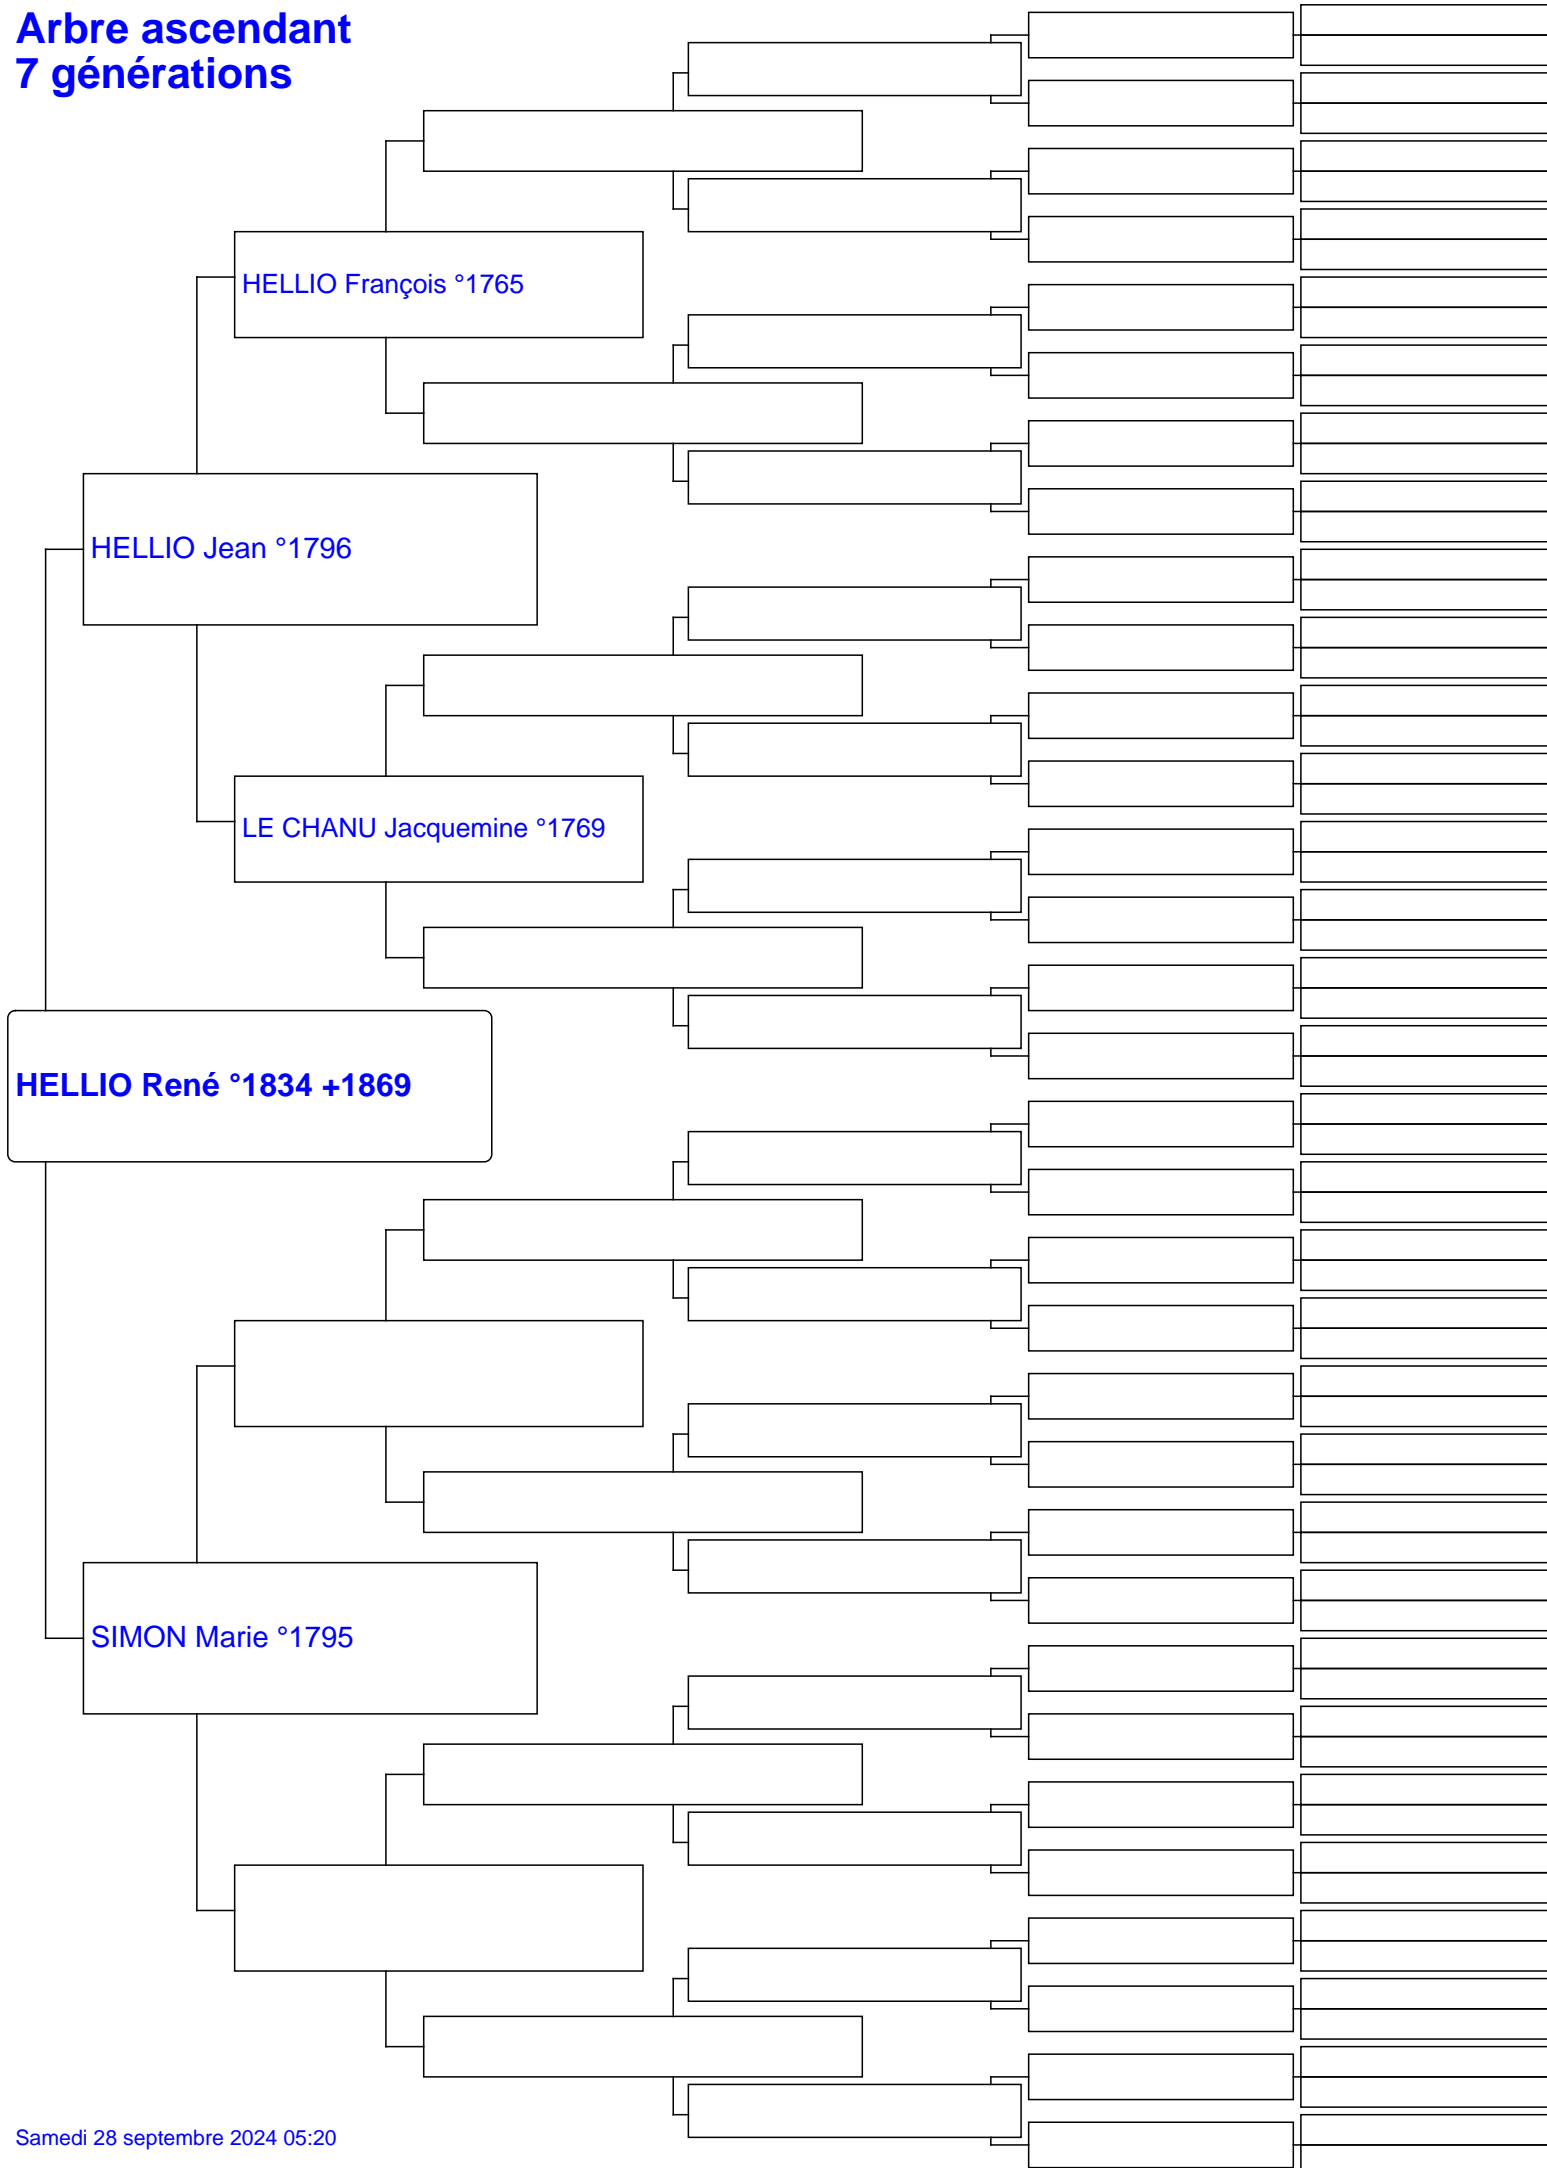 Arbre ascendant
7 générations
HELLIO François °1765
HELLIO Jean °1796
LE CHANU Jacquemine °1769
HELLIO René °1834 +1869
SIMON Marie °1795
Samedi 28 septembre 2024 05:20